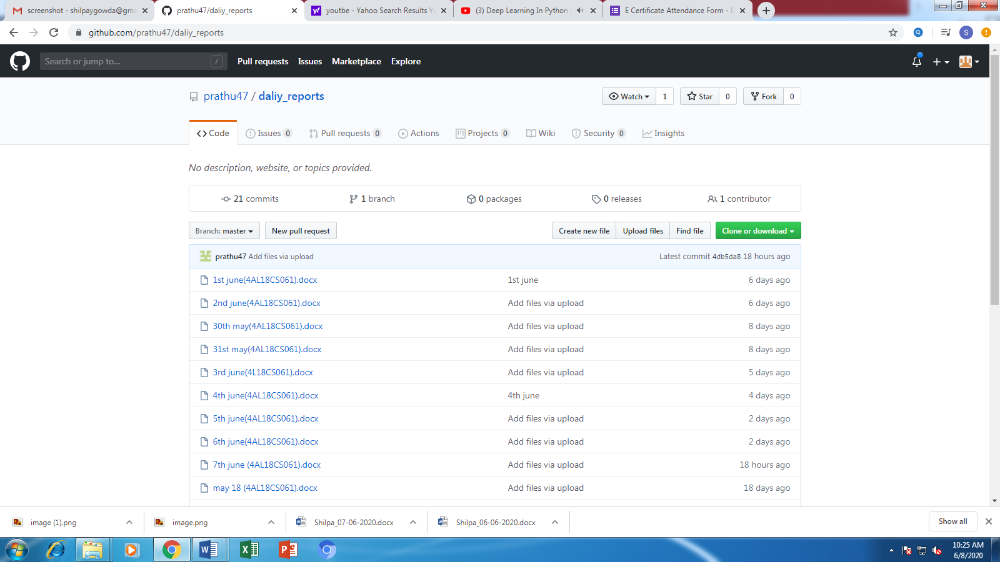 screenshot - shilpaygowda@gma
prathu47/daliy_reports
youtbe - Yahoo Search Results Ya
(3) Deep Learning In Python
E Certificate Attendance Form - D
github.com/prathu47/daliy_reports
S
Search or jump to...
/
Pull requests
Issues
Marketplace
Explore
prathu47 / daliy_reports
Watch 1
Star 0
Fork 0
Code
Issues 0
Pull requests 0
Actions
Projects 0
Wiki
Security 0
Insights
No description, website, or topics provided.
21 commits
1 branch
0 packages
0 releases
1 contributor
Branch: master
New pull request
Create new file
Upload files
Find file
Clone or download
prathu47 Add files via upload
Latest commit 4db5da8 18 hours ago
1st june(4AL18CS061).docx 1st june 6 days ago
2nd june(4AL18CS061).docx Add files via upload 6 days ago
30th may(4AL18CS061).docx Add files via upload 8 days ago
31st may(4AL18CS061).docx Add files via upload 8 days ago
3rd june(4L18CS061).docx Add files via upload 5 days ago
4th june(4AL18CS061).docx 4th june 4 days ago
5th june(4AL18CS061).docx Add files via upload 2 days ago
6th june(4AL18CS061).docx Add files via upload 2 days ago
7th june (4AL18CS061).docx Add files via upload 18 hours ago
may 18 (4AL18CS061).docx Add files via upload 18 days ago
image (1).png
image.png
Shilpa_07-06-2020.docx
Shilpa_06-06-2020.docx
Show all
10:25 AM
6/8/2020